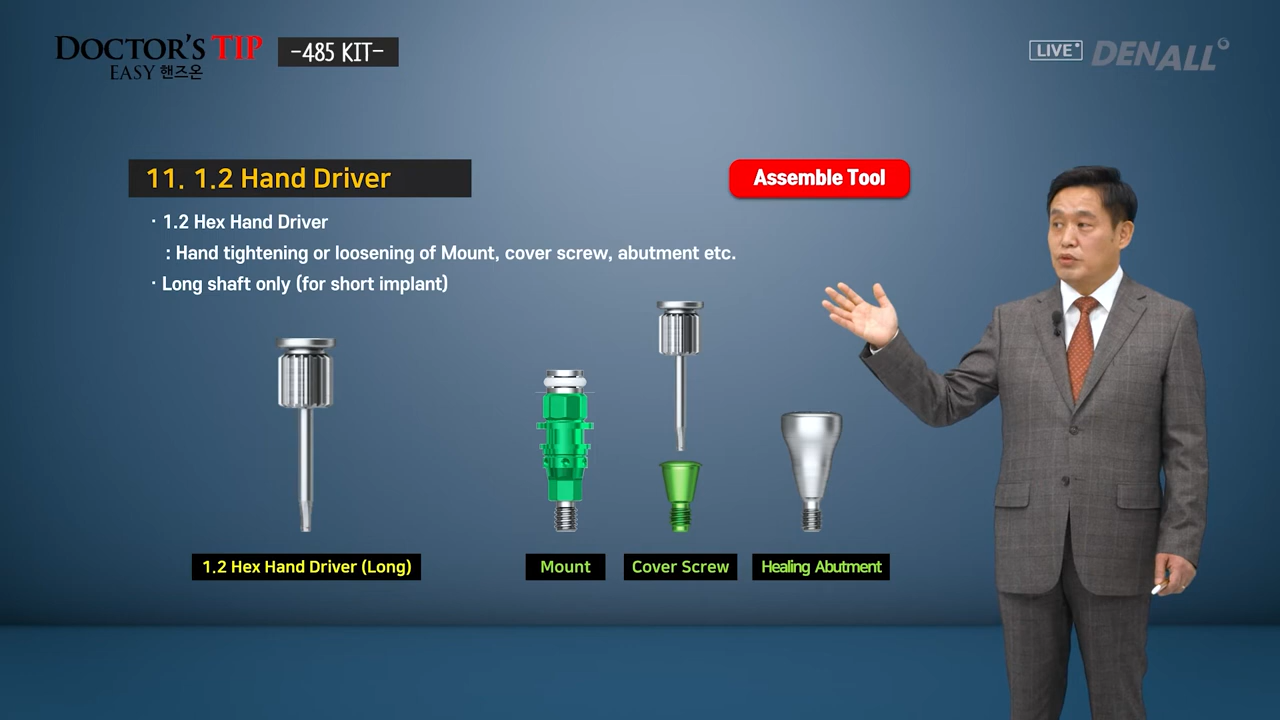 DOCTOR'S TIP
EASY 핸즈온
-485 KIT-
LIVE
DENALL
11. 1.2 Hand Driver
Assemble Tool
· 1.2 Hex Hand Driver
: Hand tightening or loosening of Mount, cover screw, abutment etc.
· Long shaft only (for short implant)
1.2 Hex Hand Driver (Long)
Mount
Cover Screw
Healing Abutment